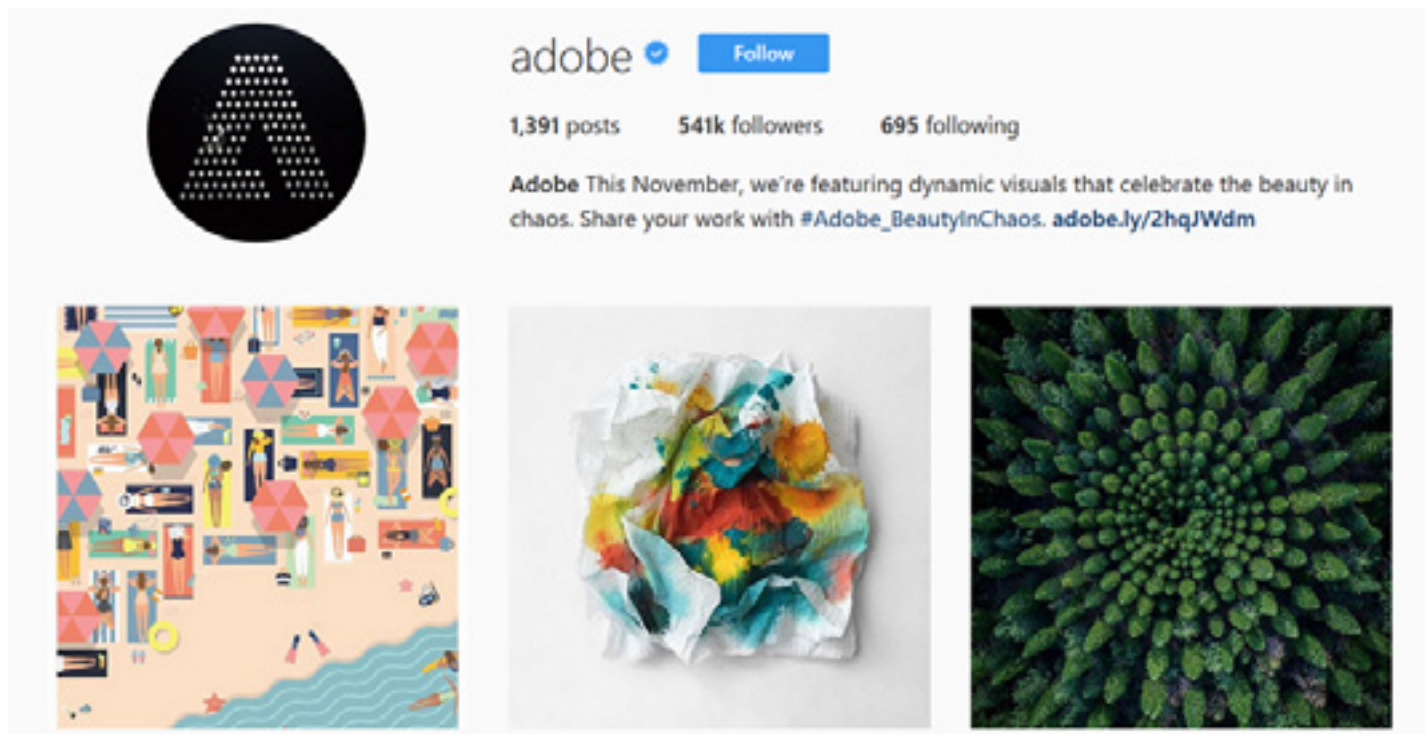 adobe Follow
1,391 posts 541k followers 695 following
Adobe This November, we're featuring dynamic visuals that celebrate the beauty in
chaos. Share your work with #Adobe_BeautyInChaos. adobe.ly/2hqJWdm